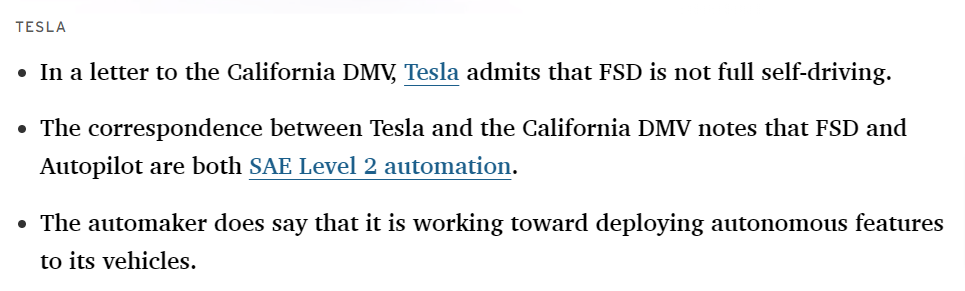 TESLA
• In a letter to the California DMV, Tesla admits that FSD is not full self-driving.
• The correspondence between Tesla and the California DMV notes that FSD and
Autopilot are both SAE Level 2 automation.
• The automaker does say that it is working toward deploying autonomous features
to its vehicles.